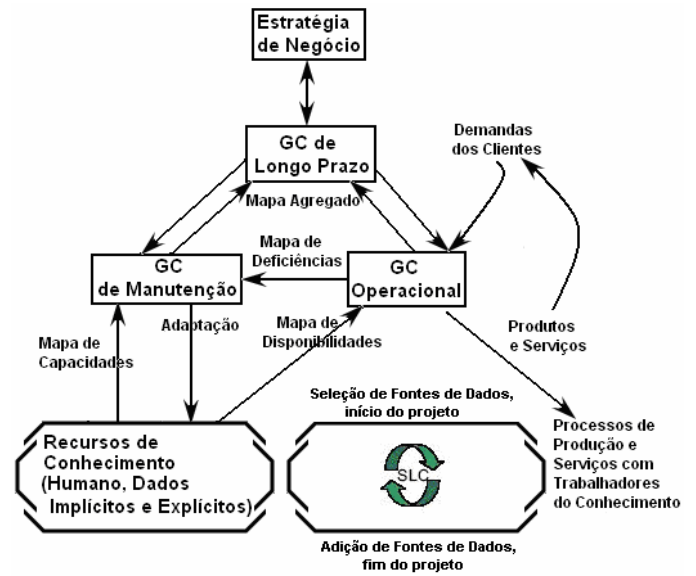 Estratégia
de Negócio
GC de
Longo Prazo
Demandas
dos Clientes
Mapa Agregado
Mapa de
Deficiências
GC
de Manutenção
GC
Operacional
Adaptação
Mapa de
Capacidades
Mapa de
Disponibilidades
Produtos
e Serviços
Seleção de Fontes de Dados,
início do projeto
Recursos de
Conhecimento
(Humano, Dados
Implícitos e Explícitos)
SLC
Processos de
Produção e
Serviços com
Trabalhadores
do Conhecimento
Adição de Fontes de Dados,
fim do projeto